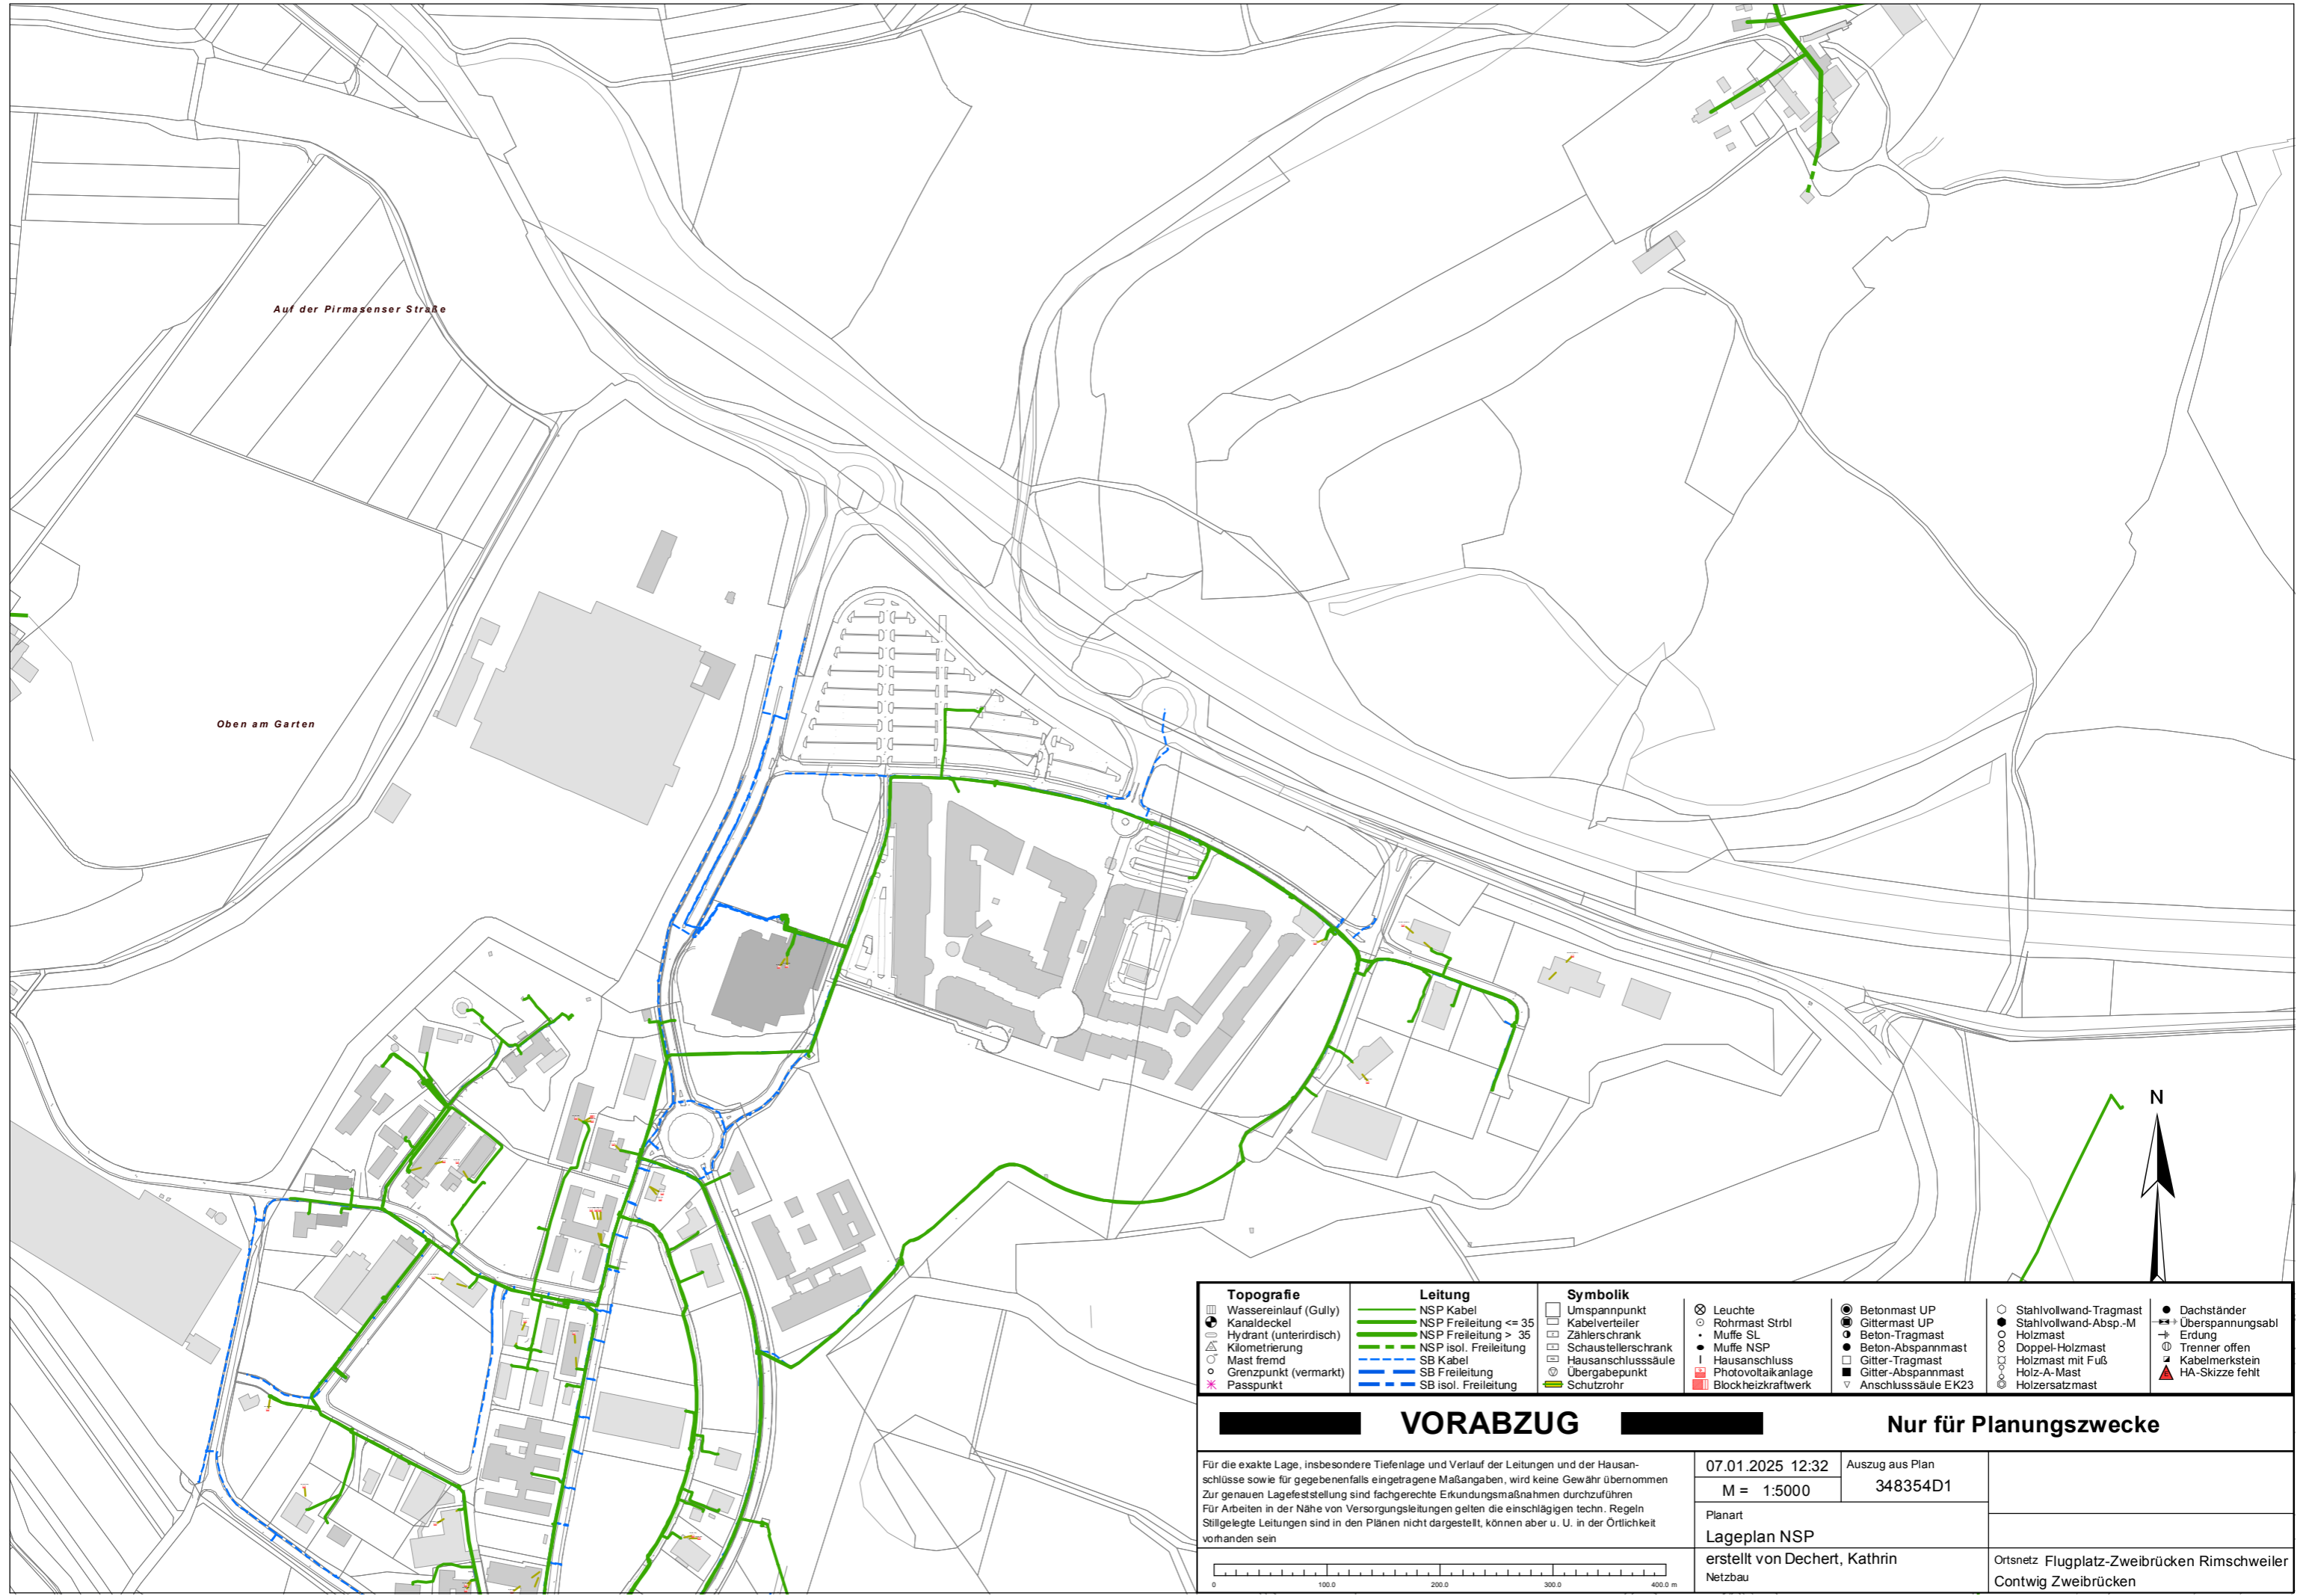 Auf der Pirmasenser Straße
Oben am Garten
N
Topografie
Wassereinlauf (Gully)
Kanaldeckel
Hydrant (unterirdisch)
Kilometrierung
Mast fremd
Grenzpunkt (vermarkt)
Passpunkt
Leitung
NSP Kabel
NSP Freileitung <= 35
NSP Freileitung > 35
NSP isol. Freileitung
SB Kabel
SB Freileitung
SB isol. Freileitung
Symbolik
Umspannpunkt
Kabelverteiler
Zählerschrank
Schaustellerschrank
Hausanschlusssäule
Übergabepunkt
Schutzrohr
Leuchte
Rohrmast Strbl
Muffe SL
Muffe NSP
Hausanschluss
Photovoltaikanlage
Blockheizkraftwerk
Betonmast UP
Gittermast UP
Beton-Tragmast
Beton-Abspannmast
Gitter-Tragmast
Gitter-Abspannmast
Anschlusssäule EK23
Stahlvollwand-Tragmast
Stahlvollwand-Absp.-M
Holzmast
Doppel-Holzmast
Holzmast mit Fuß
Holz-A-Mast
Holzersatzmast
Dachständer
Überspannungsabl
Erdung
Trenner offen
Kabelmerkstein
HA-Skizze fehlt
VORABZUG
Nur für Planungszwecke
Für die exakte Lage, insbesondere Tiefenlage und Verlauf der Leitungen und der Hausan-
schlüsse sowie für gegebenenfalls eingetragene Maßangaben, wird keine Gewähr übernommen
Zur genauen Lagefeststellung sind fachgerechte Erkundungsmaßnahmen durchzuführen
Für Arbeiten in der Nähe von Versorgungsleitungen gelten die einschlägigen techn. Regeln
Stillgelegte Leitungen sind in den Plänen nicht dargestellt, können aber u. U. in der Örtlichkeit
vorhanden sein
0 100.0 200.0 300.0 400.0 m
07.01.2025 12:32
M = 1:5000
Auszug aus Plan
348354D1
Planart
Lageplan NSP
erstellt von Dechert, Kathrin
Netzbau
Ortsnetz Flugplatz-Zweibrücken Rimschweiler
Contwig Zweibrücken